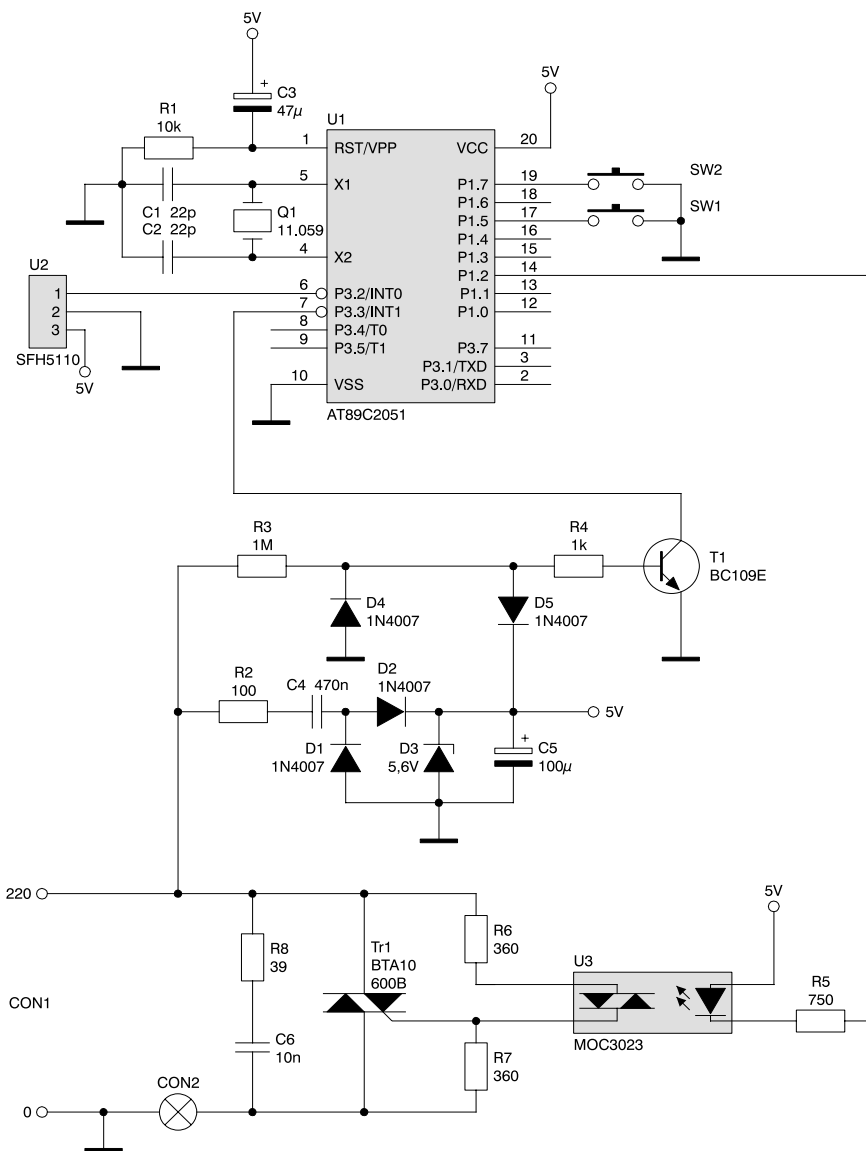 5V
+
C3
47µ
5V
R1
10k
U1
1
RST/VPP
VCC
20
5
X1
P1.7
19
SW2
P1.6
18
C1 22p
C2 22p
Q1
11.059
P1.5
17
SW1
P1.4
16
4
X2
P1.3
15
U2
P1.2
14
1
6
P3.2/INT0
P1.1
13
2
7
P3.3/INT1
P1.0
12
3
8
P3.4/T0
9
P3.5/T1
P3.7
11
SFH5110
P3.1/TXD
3
5V
10
VSS
P3.0/RXD
2
AT89C2051
R3
1M
R4
1k
T1
BC109E
D4
1N4007
D5
1N4007
R2
100
C4 470n
D2
1N4007
5V
D1
1N4007
D3
5,6V
+
C5
100µ
220
5V
R8
39
Tr1
BTA10
600B
R6
360
U3
R5
750
CON1
MOC3023
C6
10n
R7
360
CON2
0